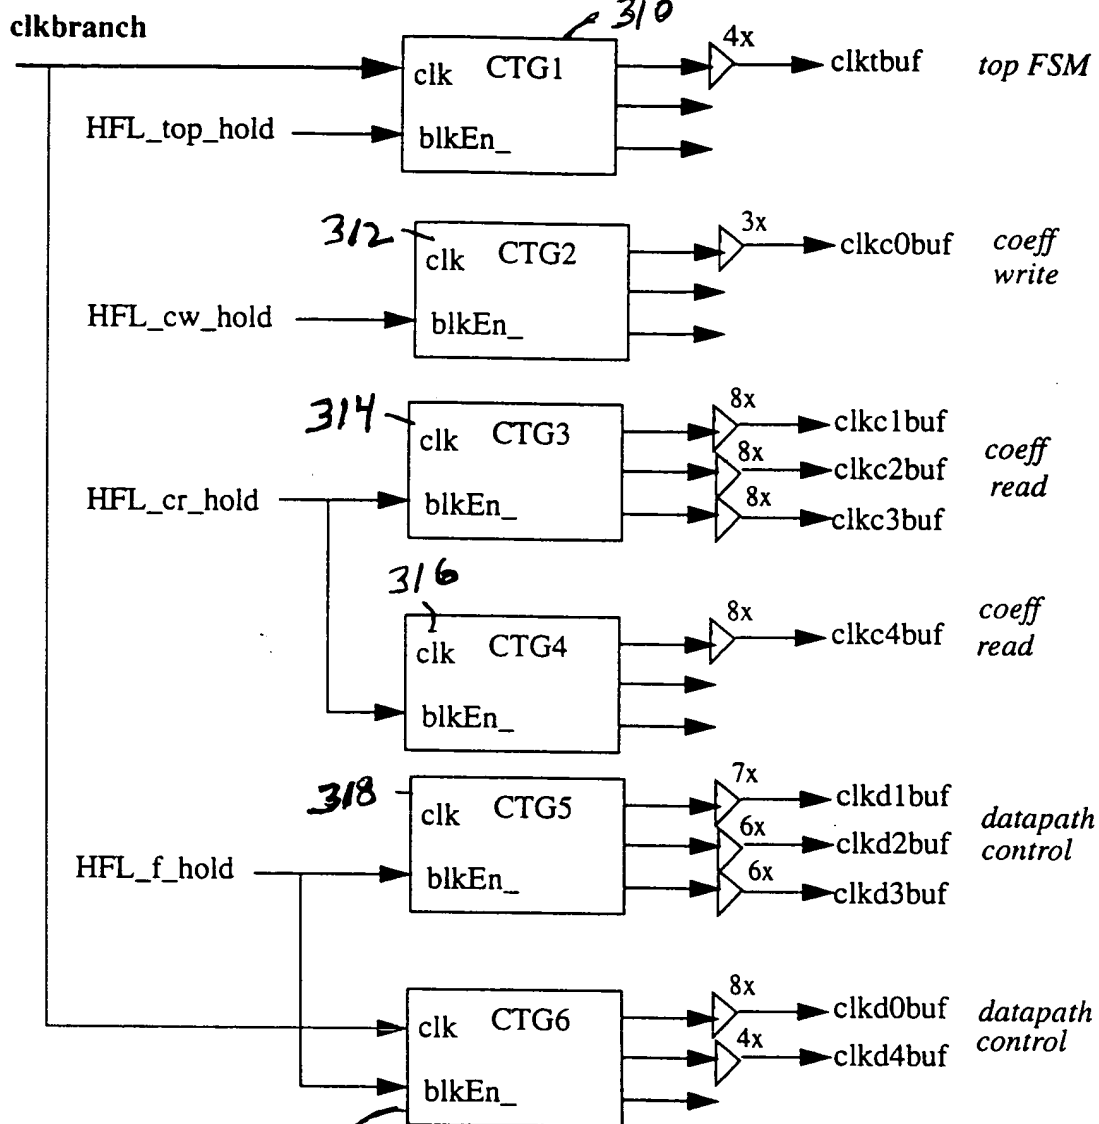 clkbranch
310
clk CTG1 4x clktbuf top FSM
HFL_top_hold blkEn_
312
clk CTG2 3x clkc0buf coeff
write
HFL_cw_hold blkEn_
314
clk CTG3 8x clkc1buf coeff
8x clkc2buf read
HFL_cr_hold blkEn_ 8x clkc3buf
316
clk CTG4 8x clkc4buf coeff
read
blkEn_
318
clk CTG5 7x clkd1buf datapath
6x clkd2buf control
HFL_f_hold blkEn_ 6x clkd3buf
clk CTG6 8x clkd0buf datapath
4x clkd4buf control
blkEn_